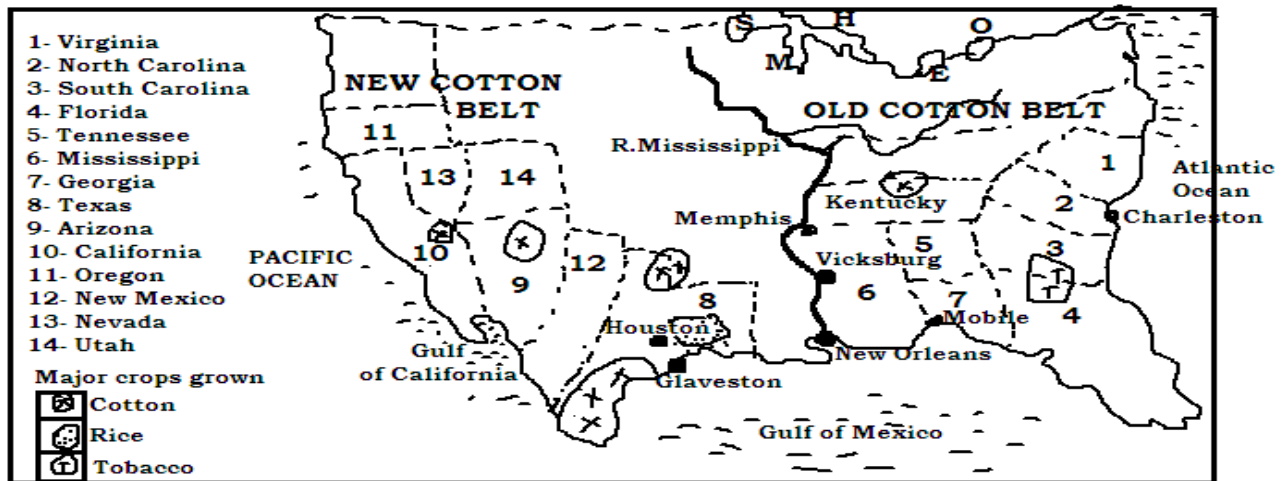 1- Virginia
2- North Carolina
3- South Carolina
4- Florida
5- Tennessee
6- Mississippi
7- Georgia
8- Texas
9- Arizona
10- California
11- Oregon
12- New Mexico
13- Nevada
14- Utah
Major crops grown
Cotton
Rice
T Tobacco
S
H
O
M
E
NEW COTTON
BELT
OLD COTTON BELT
11
R.Mississippi
1
Atlantic
Ocean
13
14
Kentucky
2
Charleston
Memphis
10
PACIFIC
OCEAN
9
12
5
3
Vicksburg
T
T
8
6
7
4
Houston
Mobile
New Orleans
Gulf
of California
Glaveston
Gulf of Mexico